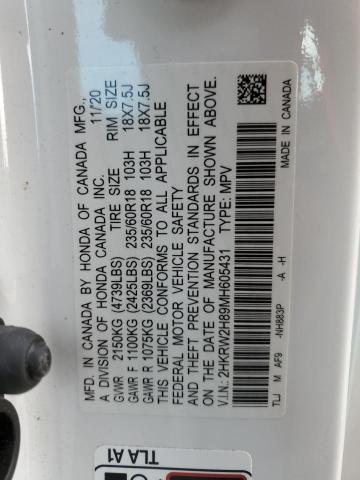 MFD. IN CANADA BY HONDA OF CANADA MFG.
A DIVISION OF HONDA CANADA INC. 11/20
TIRE SIZE RIM SIZE
GVWR 2150KG (4739LBS)
GAWR F 1100KG (2425LBS) 235/60R18 103H 18X7.5J
GAWR R 1075KG (2369LBS) 235/60R18 103H 18X7.5J
THIS VEHICLE CONFORMS TO ALL APPLICABLE
FEDERAL MOTOR VEHICLE SAFETY
AND THEFT PREVENTION STANDARDS IN EFFECT
ON THE DATE OF MANUFACTURE SHOWN ABOVE.
V.I.N.: 2HKRW2H89MH605431 TYPE: MPV
TLJ M AF9 -NH883P -A -H MADE IN CANADA
TLA A1